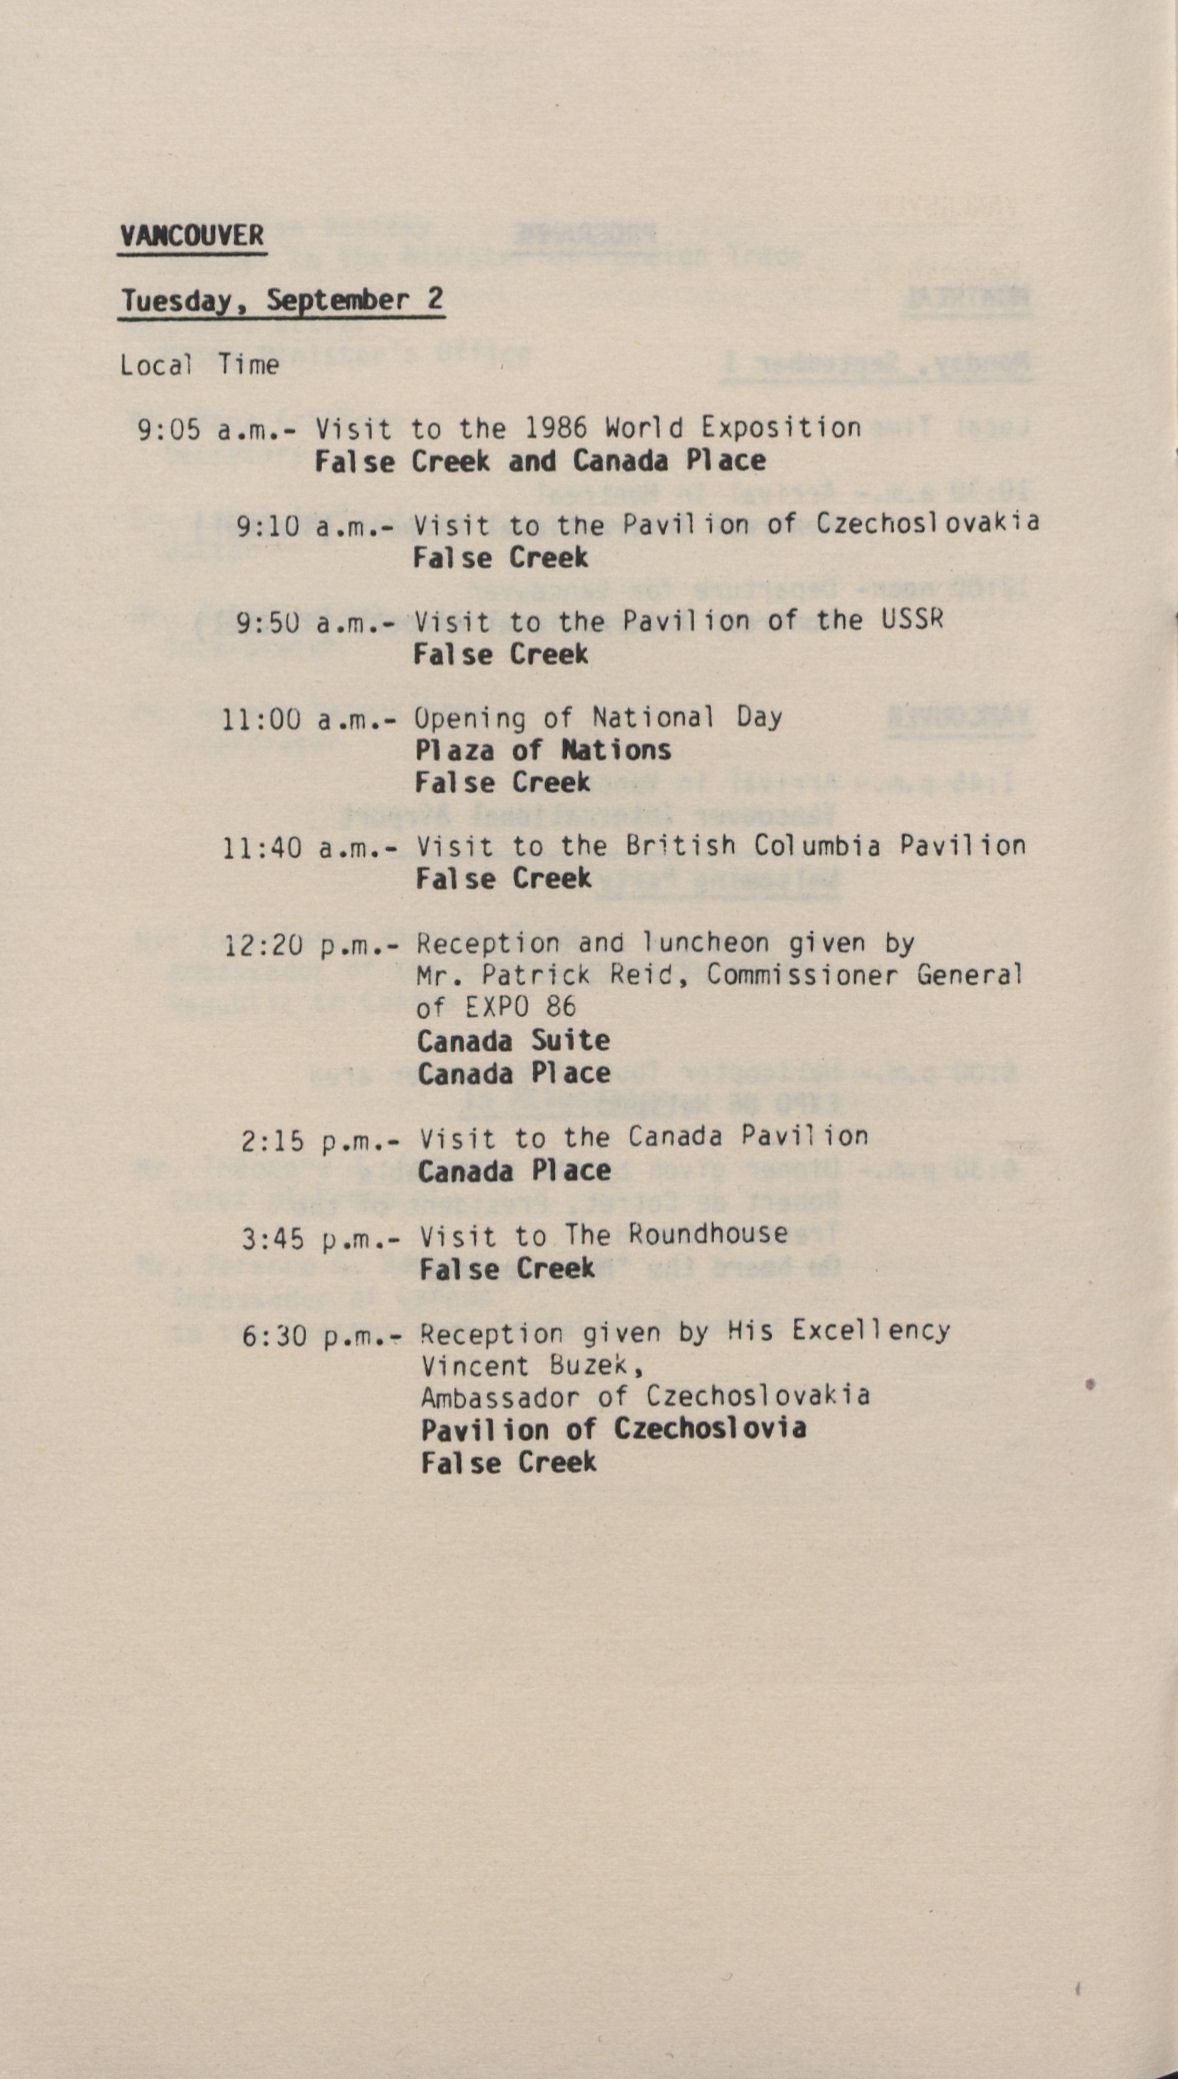 VANCOUVER
Tuesday, September 2
Local Time
9:05 a.m.- Visit to the 1986 World Exposition
False Creek and Canada Place
9:10 a.m.- Visit to the Pavilion of Czechoslovakia
False Creek
9:50 a.m.- Visit to the Pavilion of the USSR
False Creek
11:00 a.m.- Opening of National Day
Plaza of Nations
False Creek
11:40 a.m.- Visit to the British Columbia Pavilion
False Creek
12:20 p.m.- Reception and luncheon given by
Mr. Patrick Reid, Commissioner General
of EXPO 86
Canada Suite
Canada Place
2:15 p.m.- Visit to the Canada Pavilion
Canada Place
3:45 p.m.- Visit to The Roundhouse
False Creek
6:30 p.m.- Reception given by His Excellency
Vincent Buzek,
Ambassador of Czechoslovakia
Pavilion of Czechoslovia
False Creek